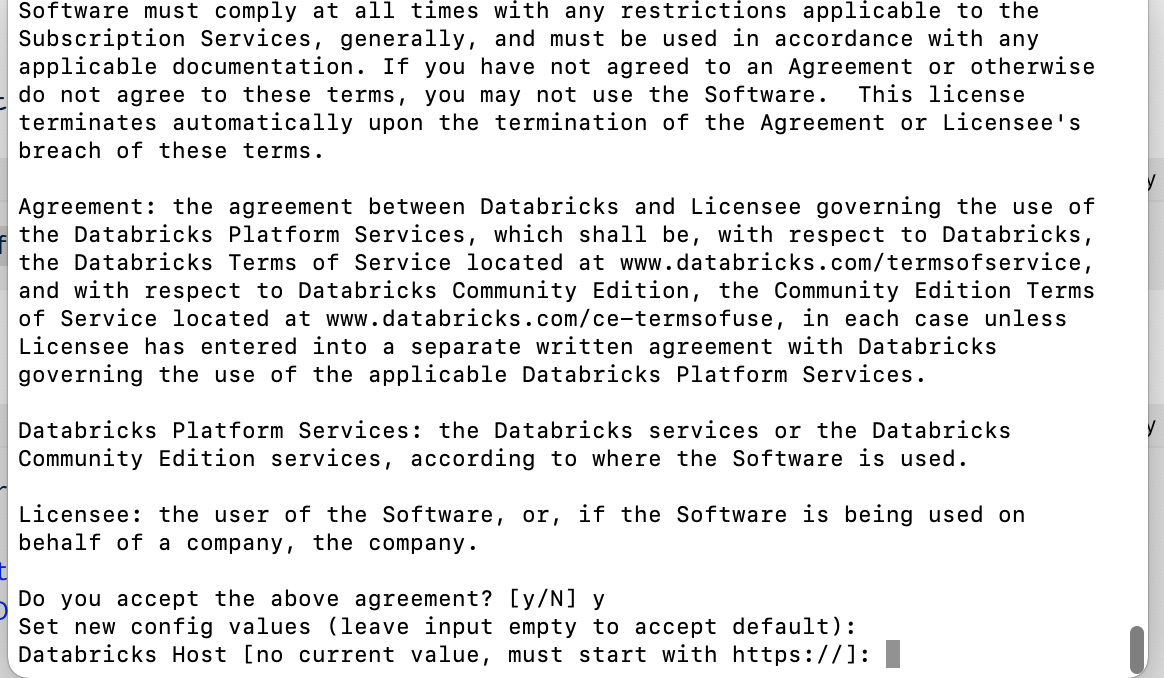 Software must comply at all times with any restrictions applicable to the
Subscription Services, generally, and must be used in accordance with any
applicable documentation. If you have not agreed to an Agreement or otherwise
do not agree to these terms, you may not use the Software.  This license
terminates automatically upon the termination of the Agreement or Licensee's
breach of these terms.

Agreement: the agreement between Databricks and Licensee governing the use of
the Databricks Platform Services, which shall be, with respect to Databricks,
the Databricks Terms of Service located at www.databricks.com/termsofservice,
and with respect to Databricks Community Edition, the Community Edition Terms
of Service located at www.databricks.com/ce-termsofuse, in each case unless
Licensee has entered into a separate written agreement with Databricks
governing the use of the applicable Databricks Platform Services.

Databricks Platform Services: the Databricks services or the Databricks
Community Edition services, according to where the Software is used.

Licensee: the user of the Software, or, if the Software is being used on
behalf of a company, the company.

Do you accept the above agreement? [y/N] y
Set new config values (leave input empty to accept default):
Databricks Host [no current value, must start with https://]: